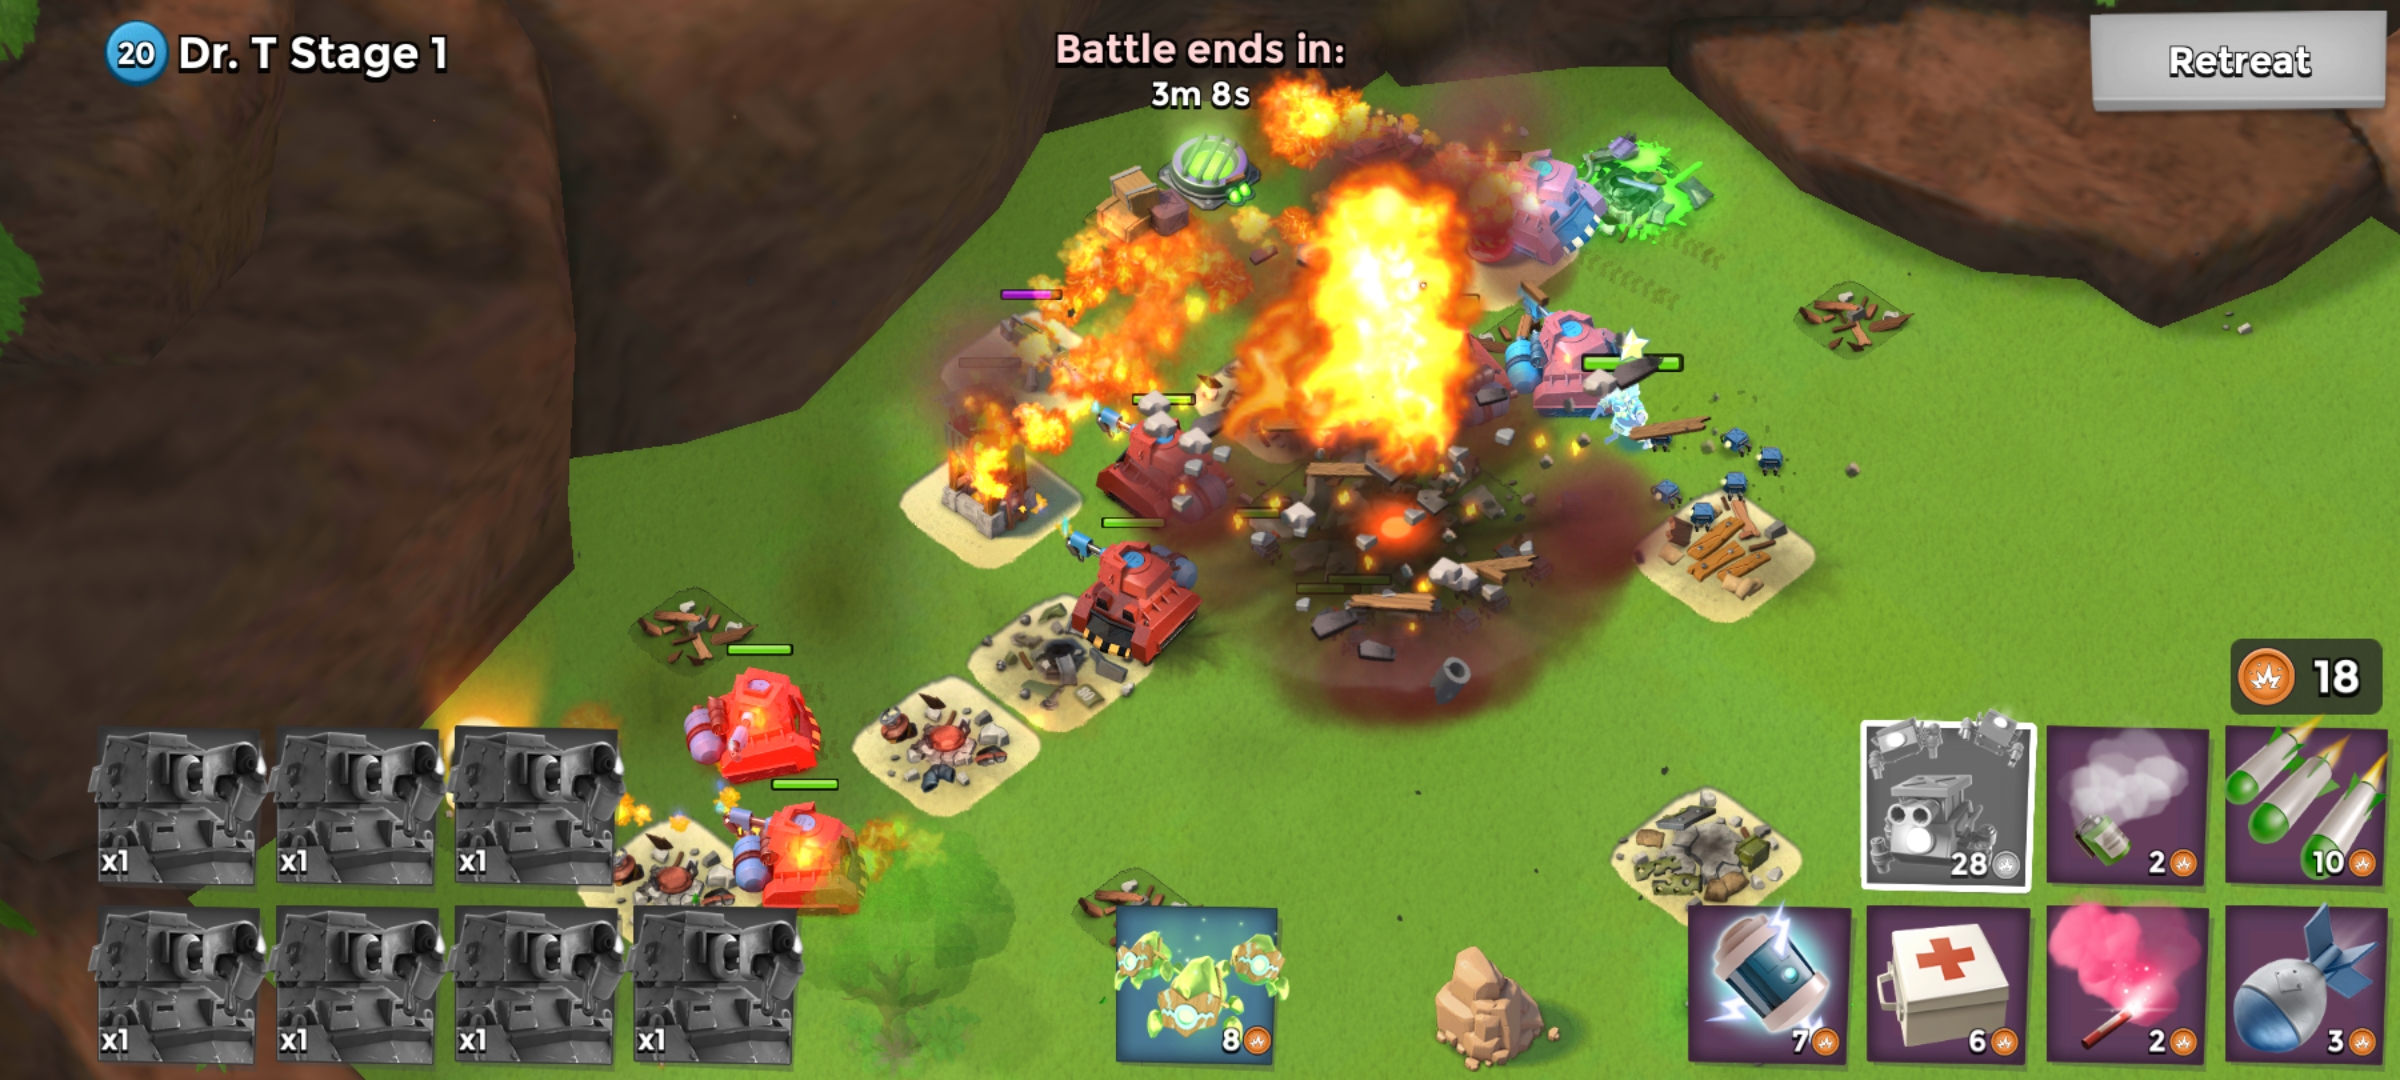 20 Dr. T Stage 1
Battle ends in:
3m 8s
Retreat
18
x1 x1 x1
28 2 10
x1 x1 x1 x1
8
7 6 2 3